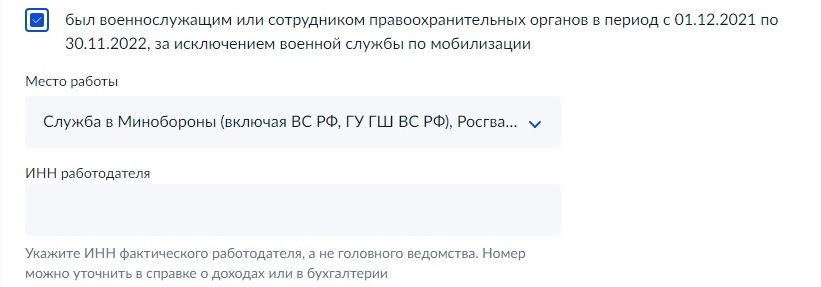 был военнослужащим или сотрудником правоохранительных органов в период с 01.12.2021 по
30.11.2022, за исключением военной службы по мобилизации
Место работы
Служба в Минобороны (включая ВС РФ, ГУ ГШ ВС РФ), Росгва...
ИНН работодателя
Укажите ИНН фактического работодателя, а не головного ведомства. Номер
можно уточнить в справке о доходах или в бухгалтерии